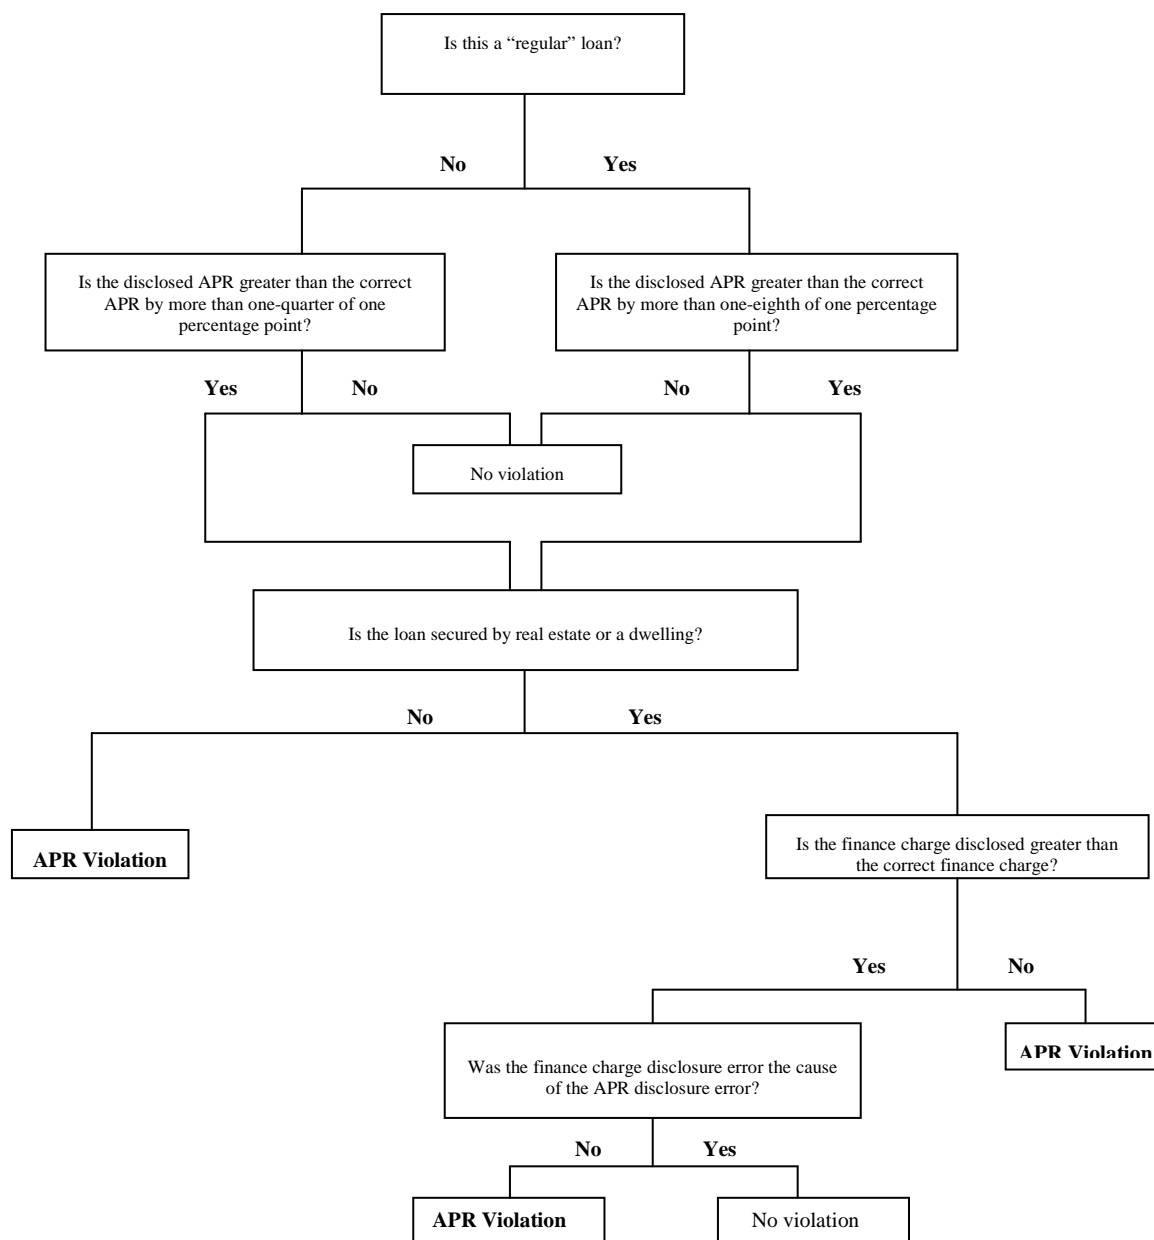 Is this a “regular” loan?
No
Yes
Is the disclosed APR greater than the correct
APR by more than one-quarter of one
percentage point?
Is the disclosed APR greater than the correct
APR by more than one-eighth of one percentage
point?
Yes
No
No
Yes
No violation
Is the loan secured by real estate or a dwelling?
No
Yes
APR Violation
Is the finance charge disclosed greater than
the correct finance charge?
Yes
No
Was the finance charge disclosure error the cause
of the APR disclosure error?
APR Violation
No
Yes
APR Violation
No violation